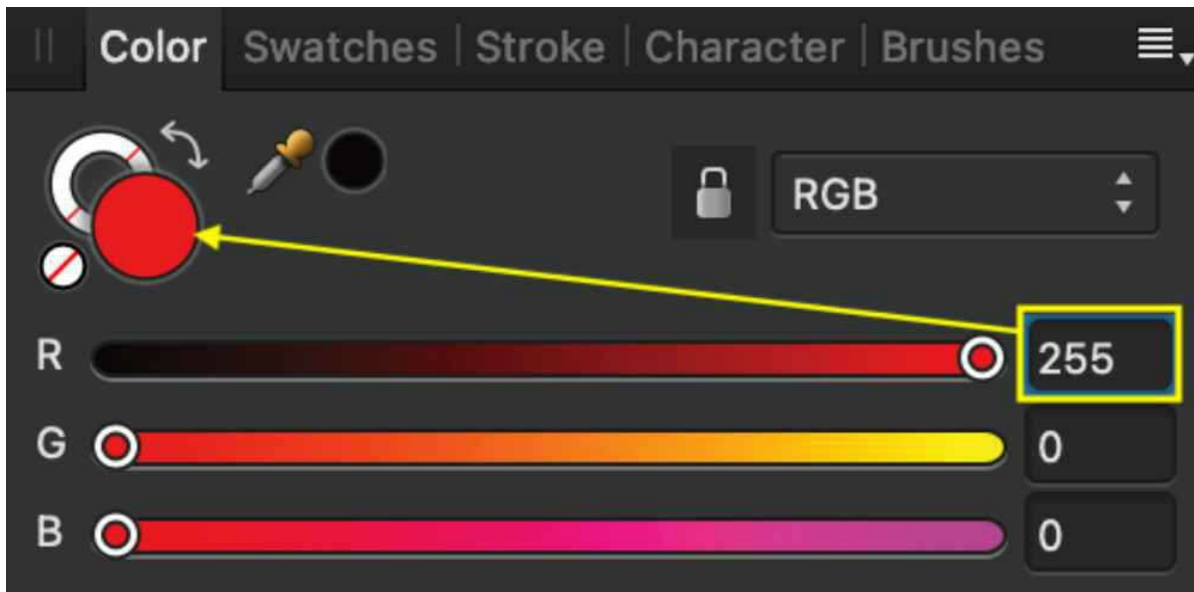 Color Swatches | Stroke | Character | Brushes
RGB
R 255
G 0
B 0